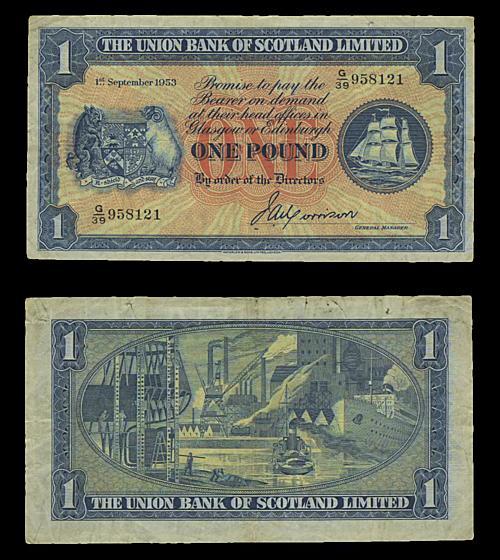 THE UNION BANK OF SCOTLAND LIMITED
1
1
1st September 1953
G/39 958121
Promise to pay the
Bearer on demand
at their head offices in
Glasgow or Edinburgh
ONE
ONE POUND
By order of the Directors
G/39 958121
1
1
GENERAL MANAGER
1
1
1
1
THE UNION BANK OF SCOTLAND LIMITED